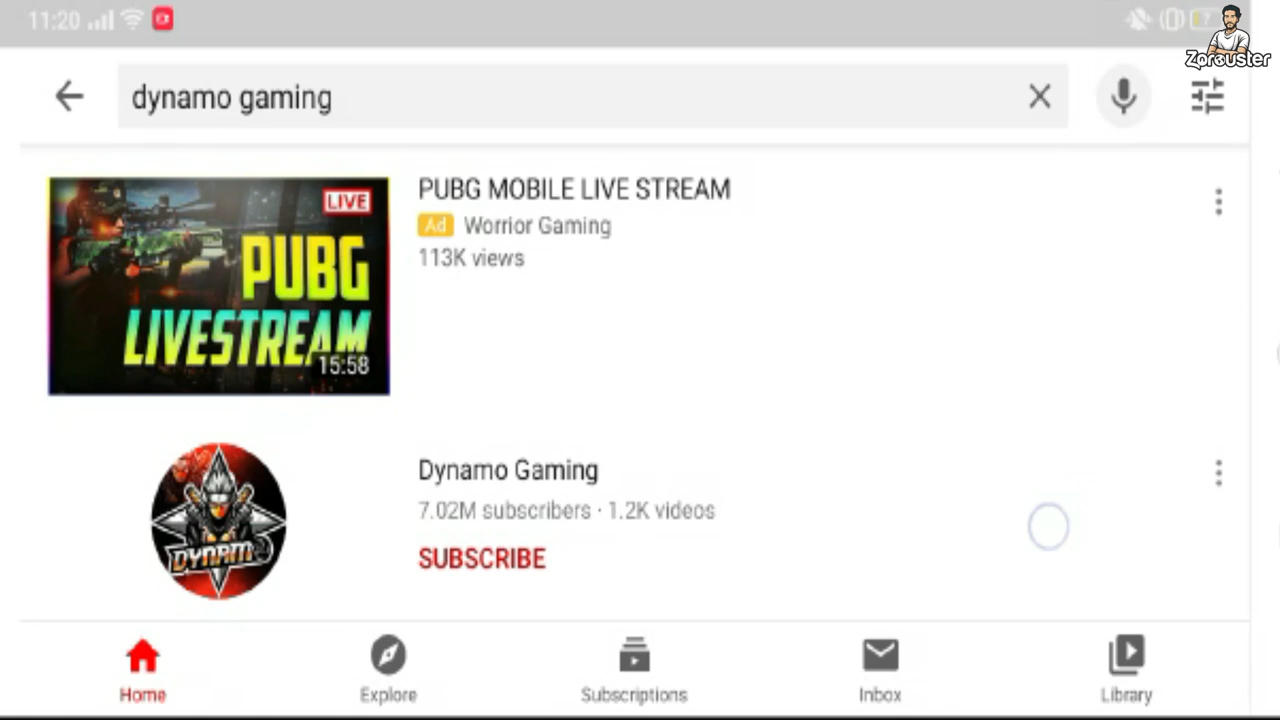 11:20
Zorouster
dynamo gaming
LIVE
PUBG
LIVESTREAM
15:58
PUBG MOBILE LIVE STREAM
Ad Worrior Gaming
113K views
DYNAMO
Dynamo Gaming
7.02M subscribers · 1.2K videos
SUBSCRIBE
Home Explore Subscriptions Inbox Library